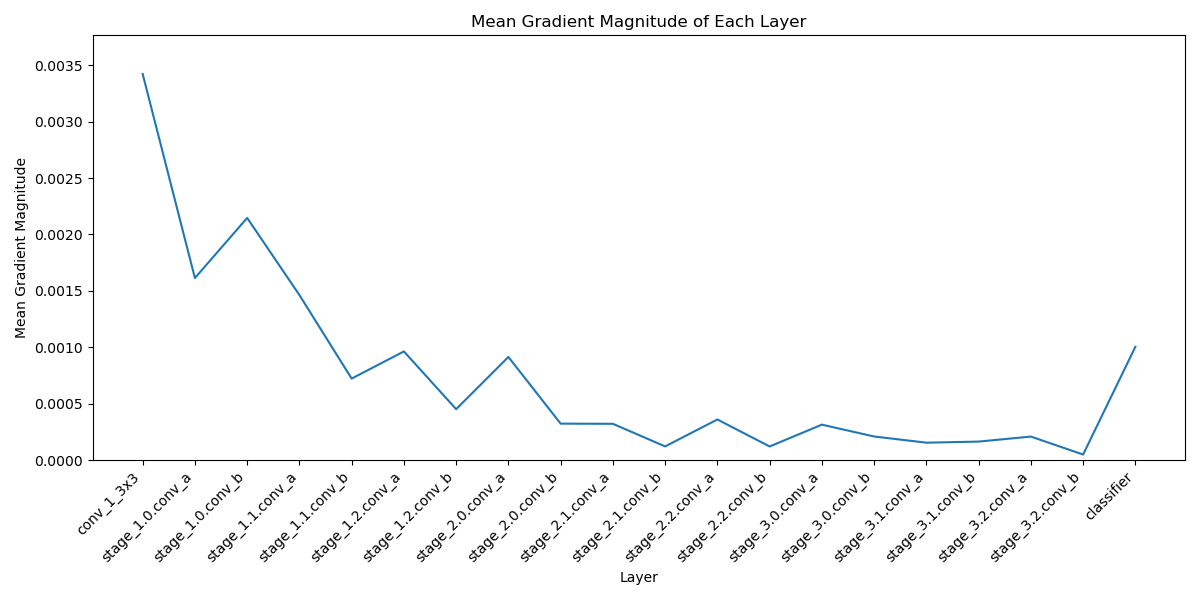 Mean Gradient Magnitude of Each Layer
Mean Gradient Magnitude
0.0035
0.0030
0.0025
0.0020
0.0015
0.0010
0.0005
0.0000
conv_1_3x3
stage_1.0.conv_a
stage_1.0.conv_b
stage_1.1.conv_a
stage_1.1.conv_b
stage_1.2.conv_a
stage_1.2.conv_b
stage_2.0.conv_a
stage_2.0.conv_b
stage_2.1.conv_a
stage_2.1.conv_b
stage_2.2.conv_a
stage_2.2.conv_b
stage_3.0.conv_a
stage_3.0.conv_b
stage_3.1.conv_a
stage_3.1.conv_b
stage_3.2.conv_a
stage_3.2.conv_b
classifier
Layer